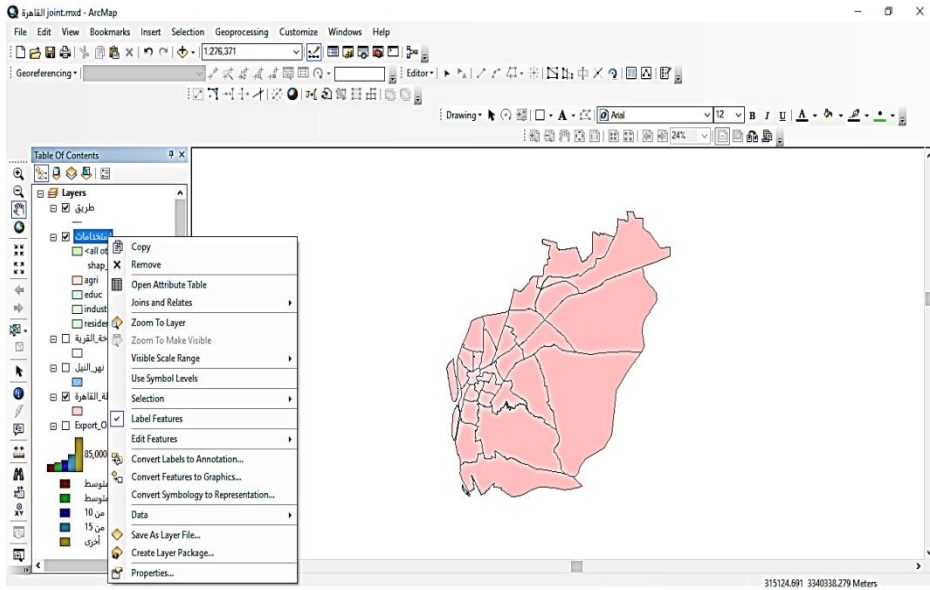 القاهرة joint.mxd - ArcMap
File Edit View Bookmarks Insert Selection Geoprocessing Customize Windows Help
1:276,371
Georeferencing
Editor
Drawing A Arial 12 B I U A
24%
Table Of Contents
Layers
طريق
Copy
<all ot
shap_
Remove
agri
Open Attribute Table
educ
Joins and Relates
indust
resider
Zoom To Layer
Zoom To Make Visible
نهر_النيل
Visible Scale Range
Use Symbol Levels
Selection
Label Features
Export_O
Edit Features
85,000
Convert Labels to Annotation...
Convert Features to Graphics...
متوسط
Convert Symbology to Representation...
متوسط
من 10
Data
من 15
Save As Layer File...
أخرى
Create Layer Package...
Properties...
315124.691 3340338.279 Meters